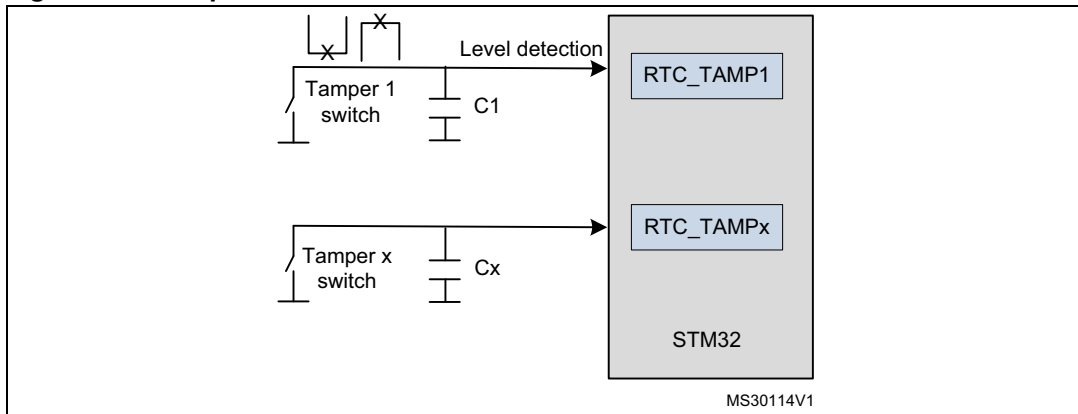 X
X
Level detection
RTC_TAMP1
Tamper 1
switch
C1
RTC_TAMPx
Tamper x
switch
Cx
STM32
MS30114V1